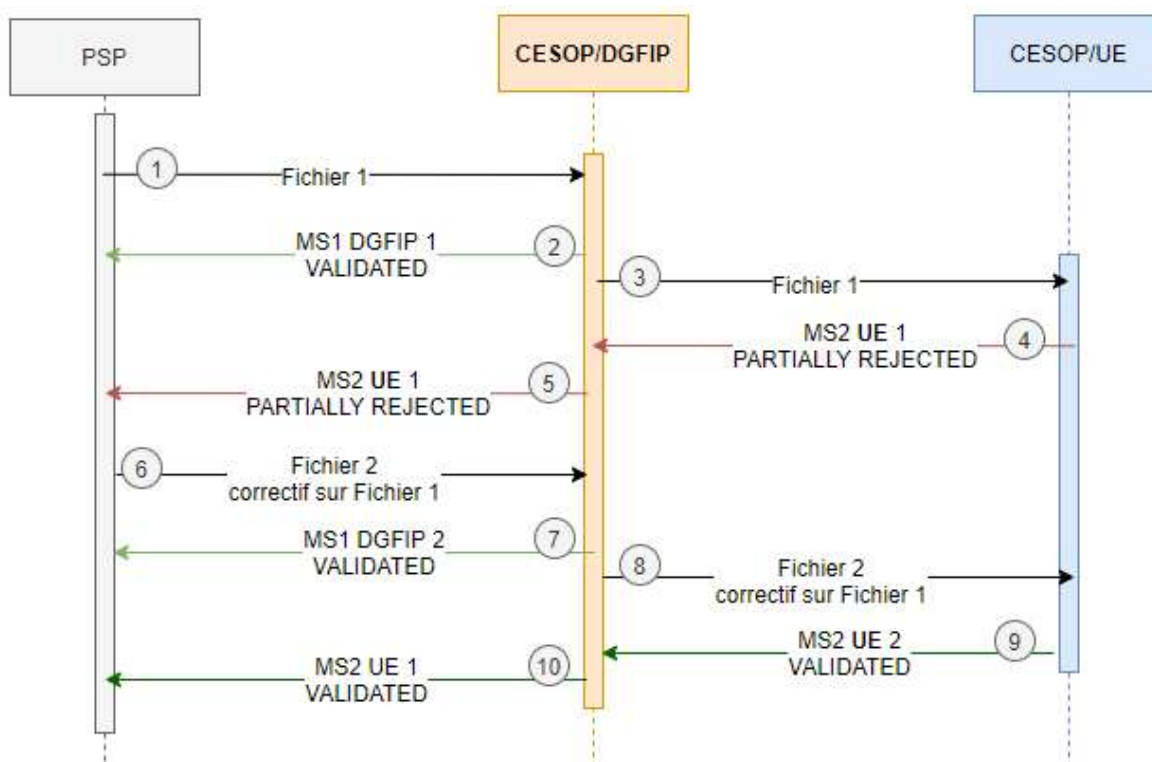 PSP
CESOP/DGFIP
CESOP/UE
1
Fichier 1
MS1 DGFIP 1
VALIDATED
2
3
Fichier 1
MS2 UE 1
PARTIALLY REJECTED
4
MS2 UE 1
PARTIALLY REJECTED
5
6
Fichier 2
correctif sur Fichier 1
MS1 DGFIP 2
VALIDATED
7
8
Fichier 2
correctif sur Fichier 1
MS2 UE 2
VALIDATED
9
MS2 UE 1
VALIDATED
10